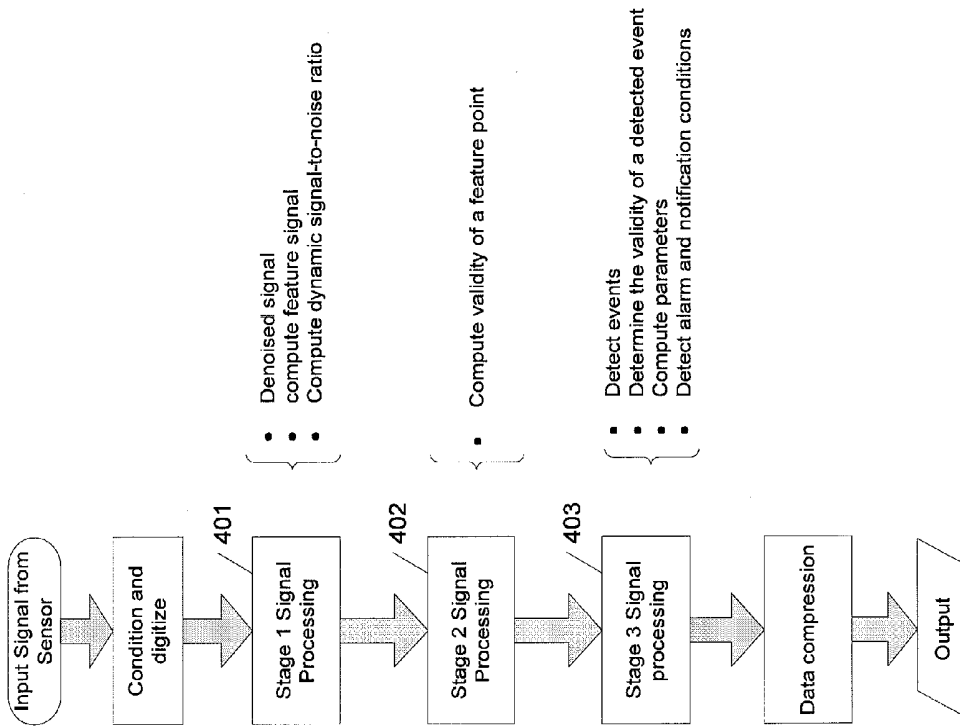 Input Signal from
Sensor
Condition and
digitize
401
Stage 1 Signal
Processing
Denoised signal
compute feature signal
Compute dynamic signal-to-noise ratio
402
Stage 2 Signal
Processing
Compute validity of a feature point
403
Stage 3 Signal
processing
Detect events
Determine the validity of a detected event
Compute parameters
Detect alarm and notification conditions
Data compression
Output